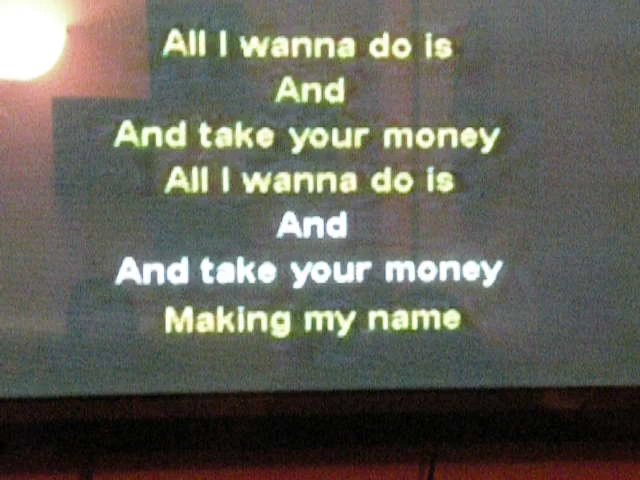 All I wanna do is
And
And take your money
All I wanna do is
And
And take your money
Making my name